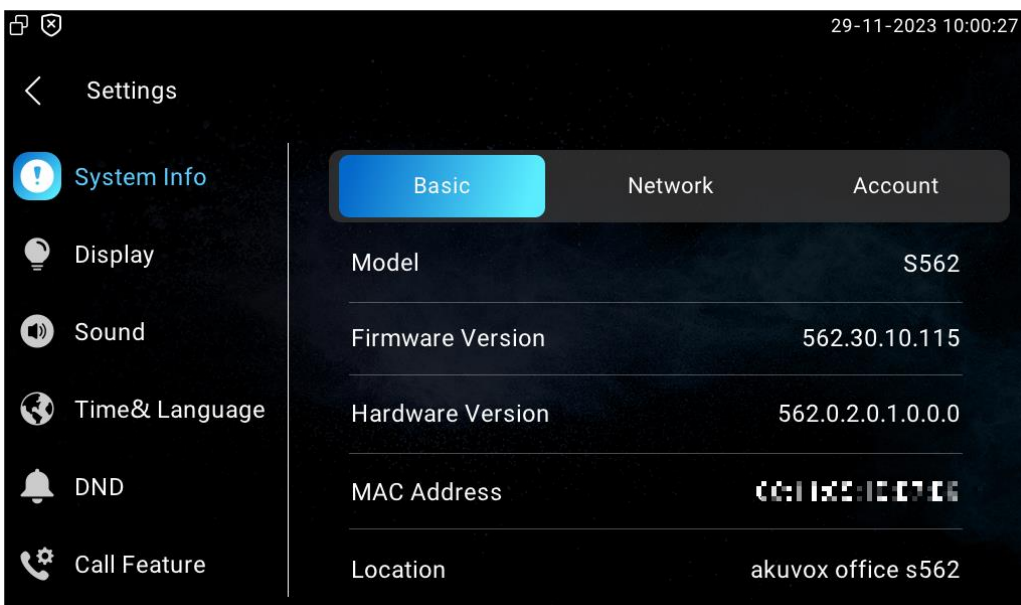 29-11-2023 10:00:27
Settings
System Info
Basic Network Account
Display
Model S562
Sound
Firmware Version 562.30.10.115
Time& Language
Hardware Version 562.0.2.0.1.0.0.0
DND
MAC Address
Call Feature
Location akuvox office s562